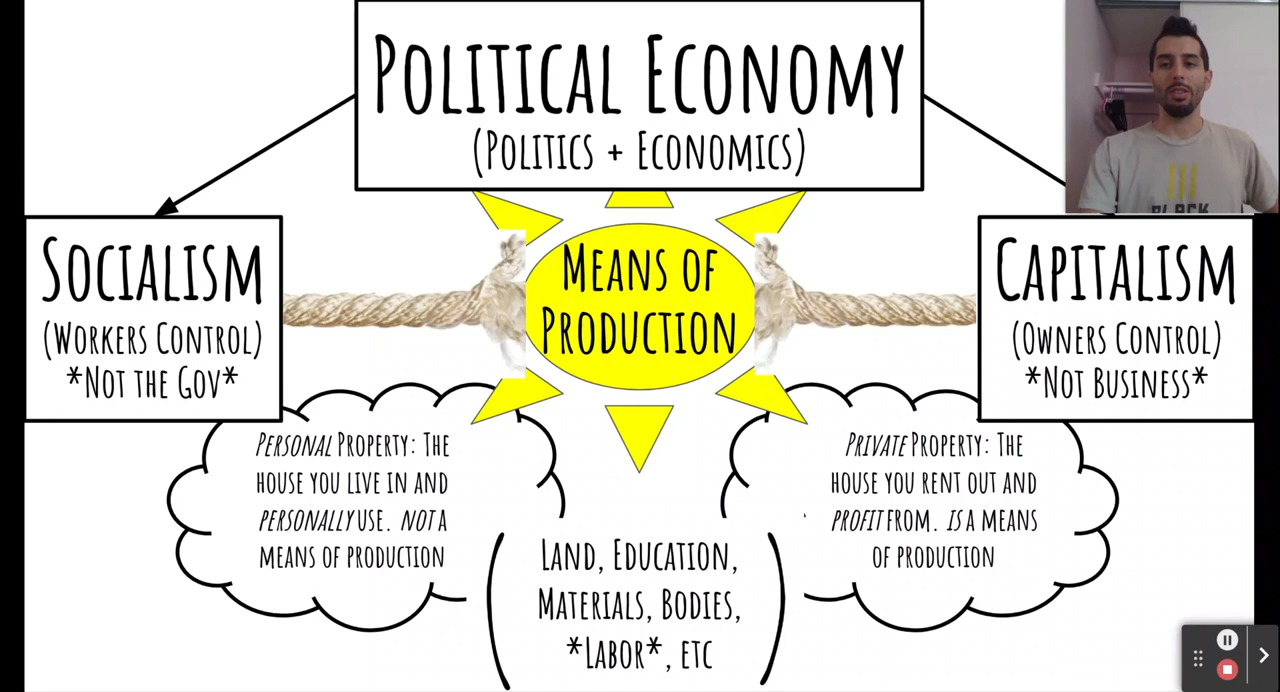 POLITICAL ECONOMY
(POLITICS + ECONOMICS)
SOCIALISM
(WORKERS CONTROL)
*NOT THE GOV*
MEANS OF
PRODUCTION
CAPITALISM
(OWNERS CONTROL)
*NOT BUSINESS*
PERSONAL PROPERTY: THE
HOUSE YOU LIVE IN AND
PERSONALLY USE. NOT A
MEANS OF PRODUCTION
PRIVATE PROPERTY: THE
HOUSE YOU RENT OUT AND
PROFIT FROM. IS A MEANS
OF PRODUCTION
(LAND, EDUCATION,
MATERIALS, BODIES,
*LABOR*, ETC)
BLACK